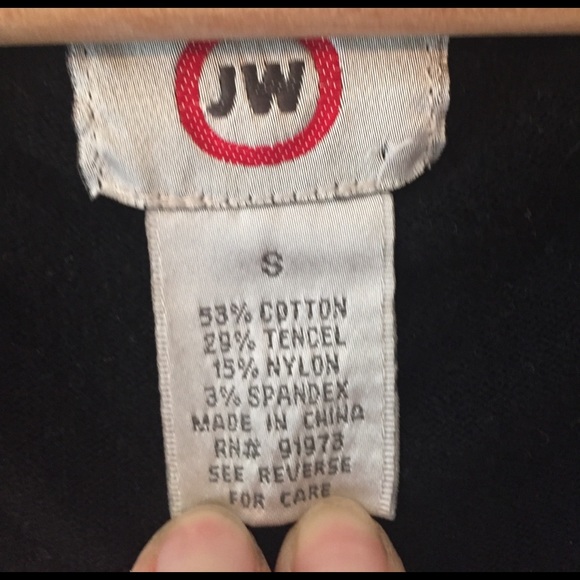 JW
S
53% COTTON
29% TENCEL
15% NYLON
3% SPANDEX
MADE IN CHINA
RN# 91973
SEE REVERSE
FOR CARE